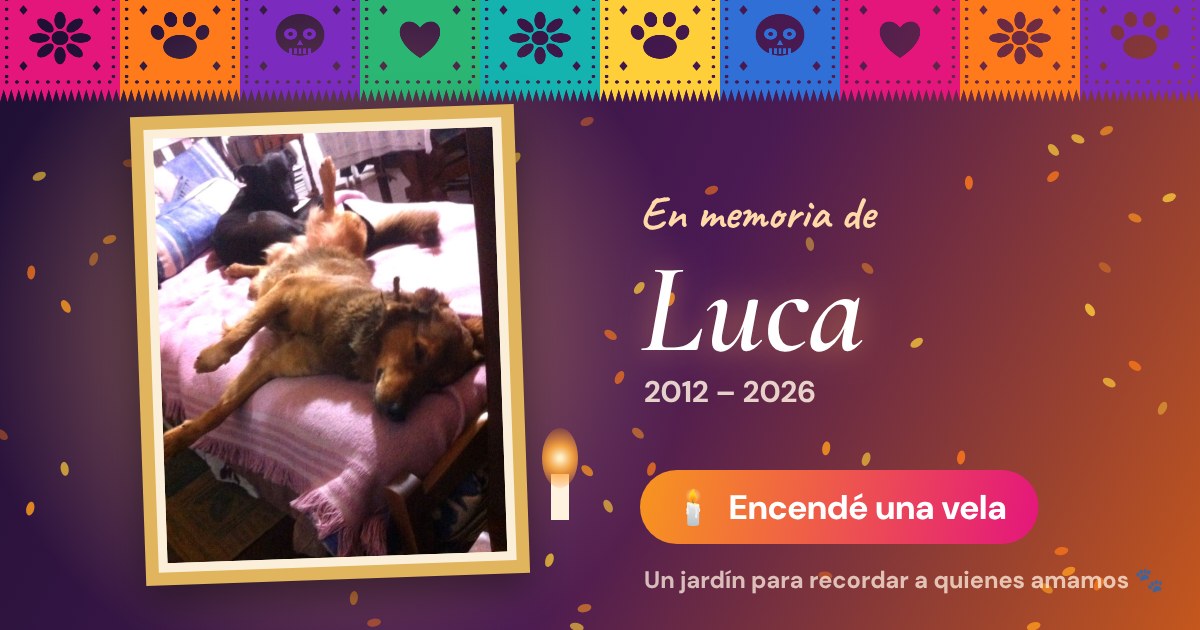 En memoria de
Luca
2012 – 2026
Encendé una vela
Un jardín para recordar a quienes amamos